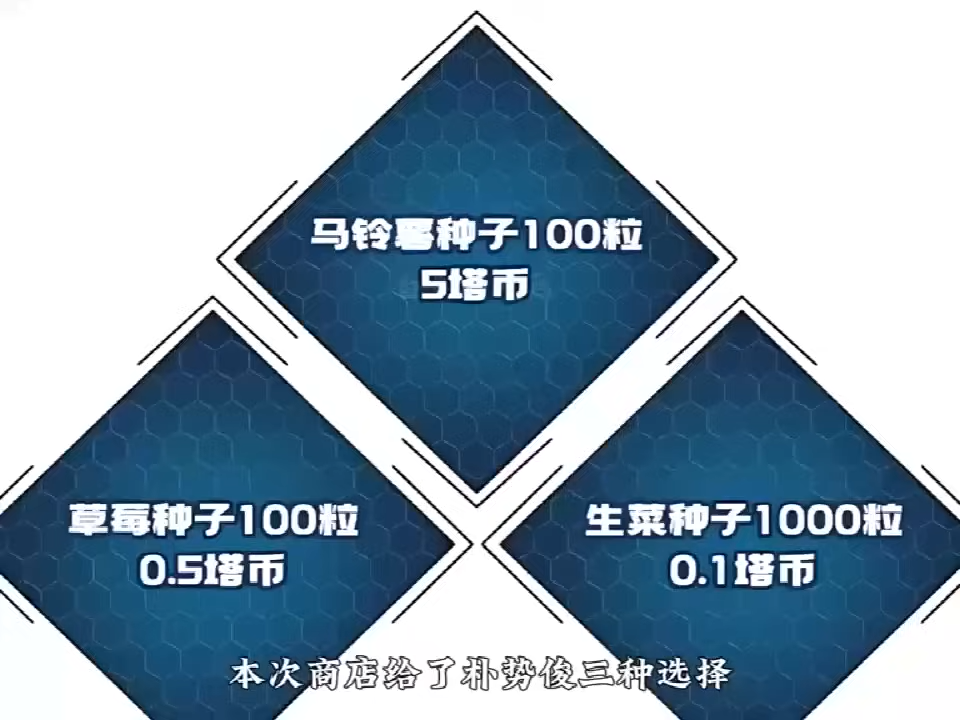 马铃薯种子100粒
5塔币
草莓种子100粒
0.5塔币
生菜种子1000粒
0.1塔币
本次商店给了朴势俊三种选择